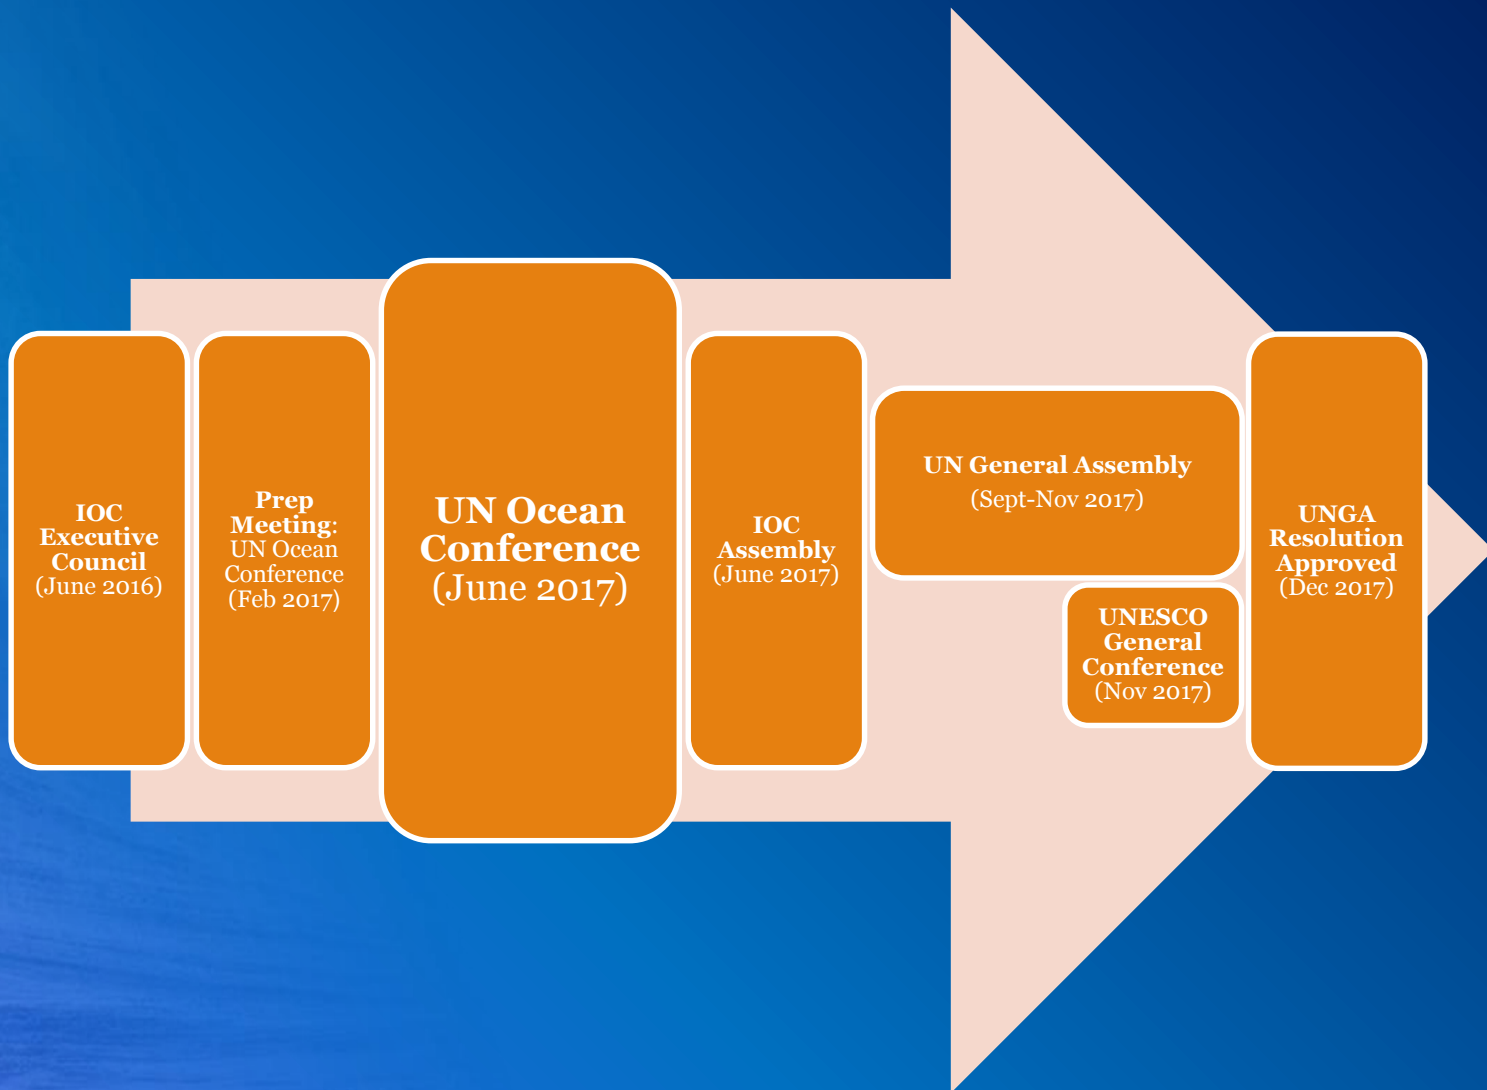 IOC
Executive
Council
(June 2016)
Prep
Meeting:
UN Ocean
Conference
(Feb 2017)
UN Ocean
Conference
(June 2017)
IOC
Assembly
(June 2017)
UN General Assembly
(Sept-Nov 2017)
UNESCO
General
Conference
(Nov 2017)
UNGA
Resolution
Approved
(Dec 2017)